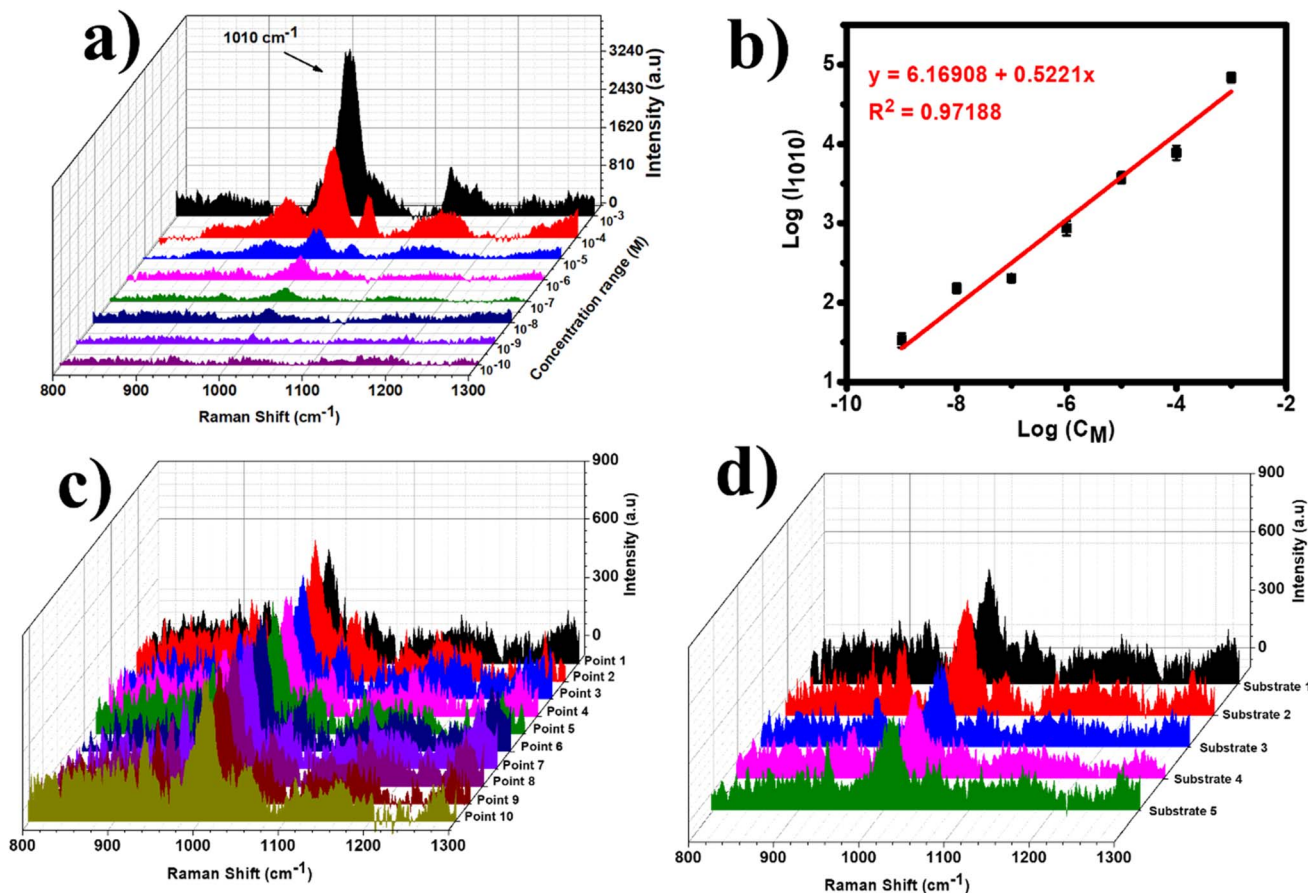 a)
1010 cm⁻¹
3240
2430
1620
810
0
Intensity (a.u)
10⁻³
10⁻⁴
10⁻⁵
10⁻⁶
10⁻⁷
10⁻⁸
10⁻⁹
10⁻¹⁰
Concentration range (M)
800 900 1000 1100 1200 1300
Raman Shift (cm⁻¹)
b)
y = 6.16908 + 0.5221x
R² = 0.97188
5
4
3
2
1
Log (I₁₀₁₀)
-10 -8 -6 -4 -2
Log (C_M)
c)
900
600
300
0
Intensity (a.u)
Point 1
Point 2
Point 3
Point 4
Point 5
Point 6
Point 7
Point 8
Point 9
Point 10
800 900 1000 1100 1200 1300
Raman Shift (cm⁻¹)
d)
900
600
300
0
Intensity (a.u)
Substrate 1
Substrate 2
Substrate 3
Substrate 4
Substrate 5
800 900 1000 1100 1200 1300
Raman Shift (cm⁻¹)